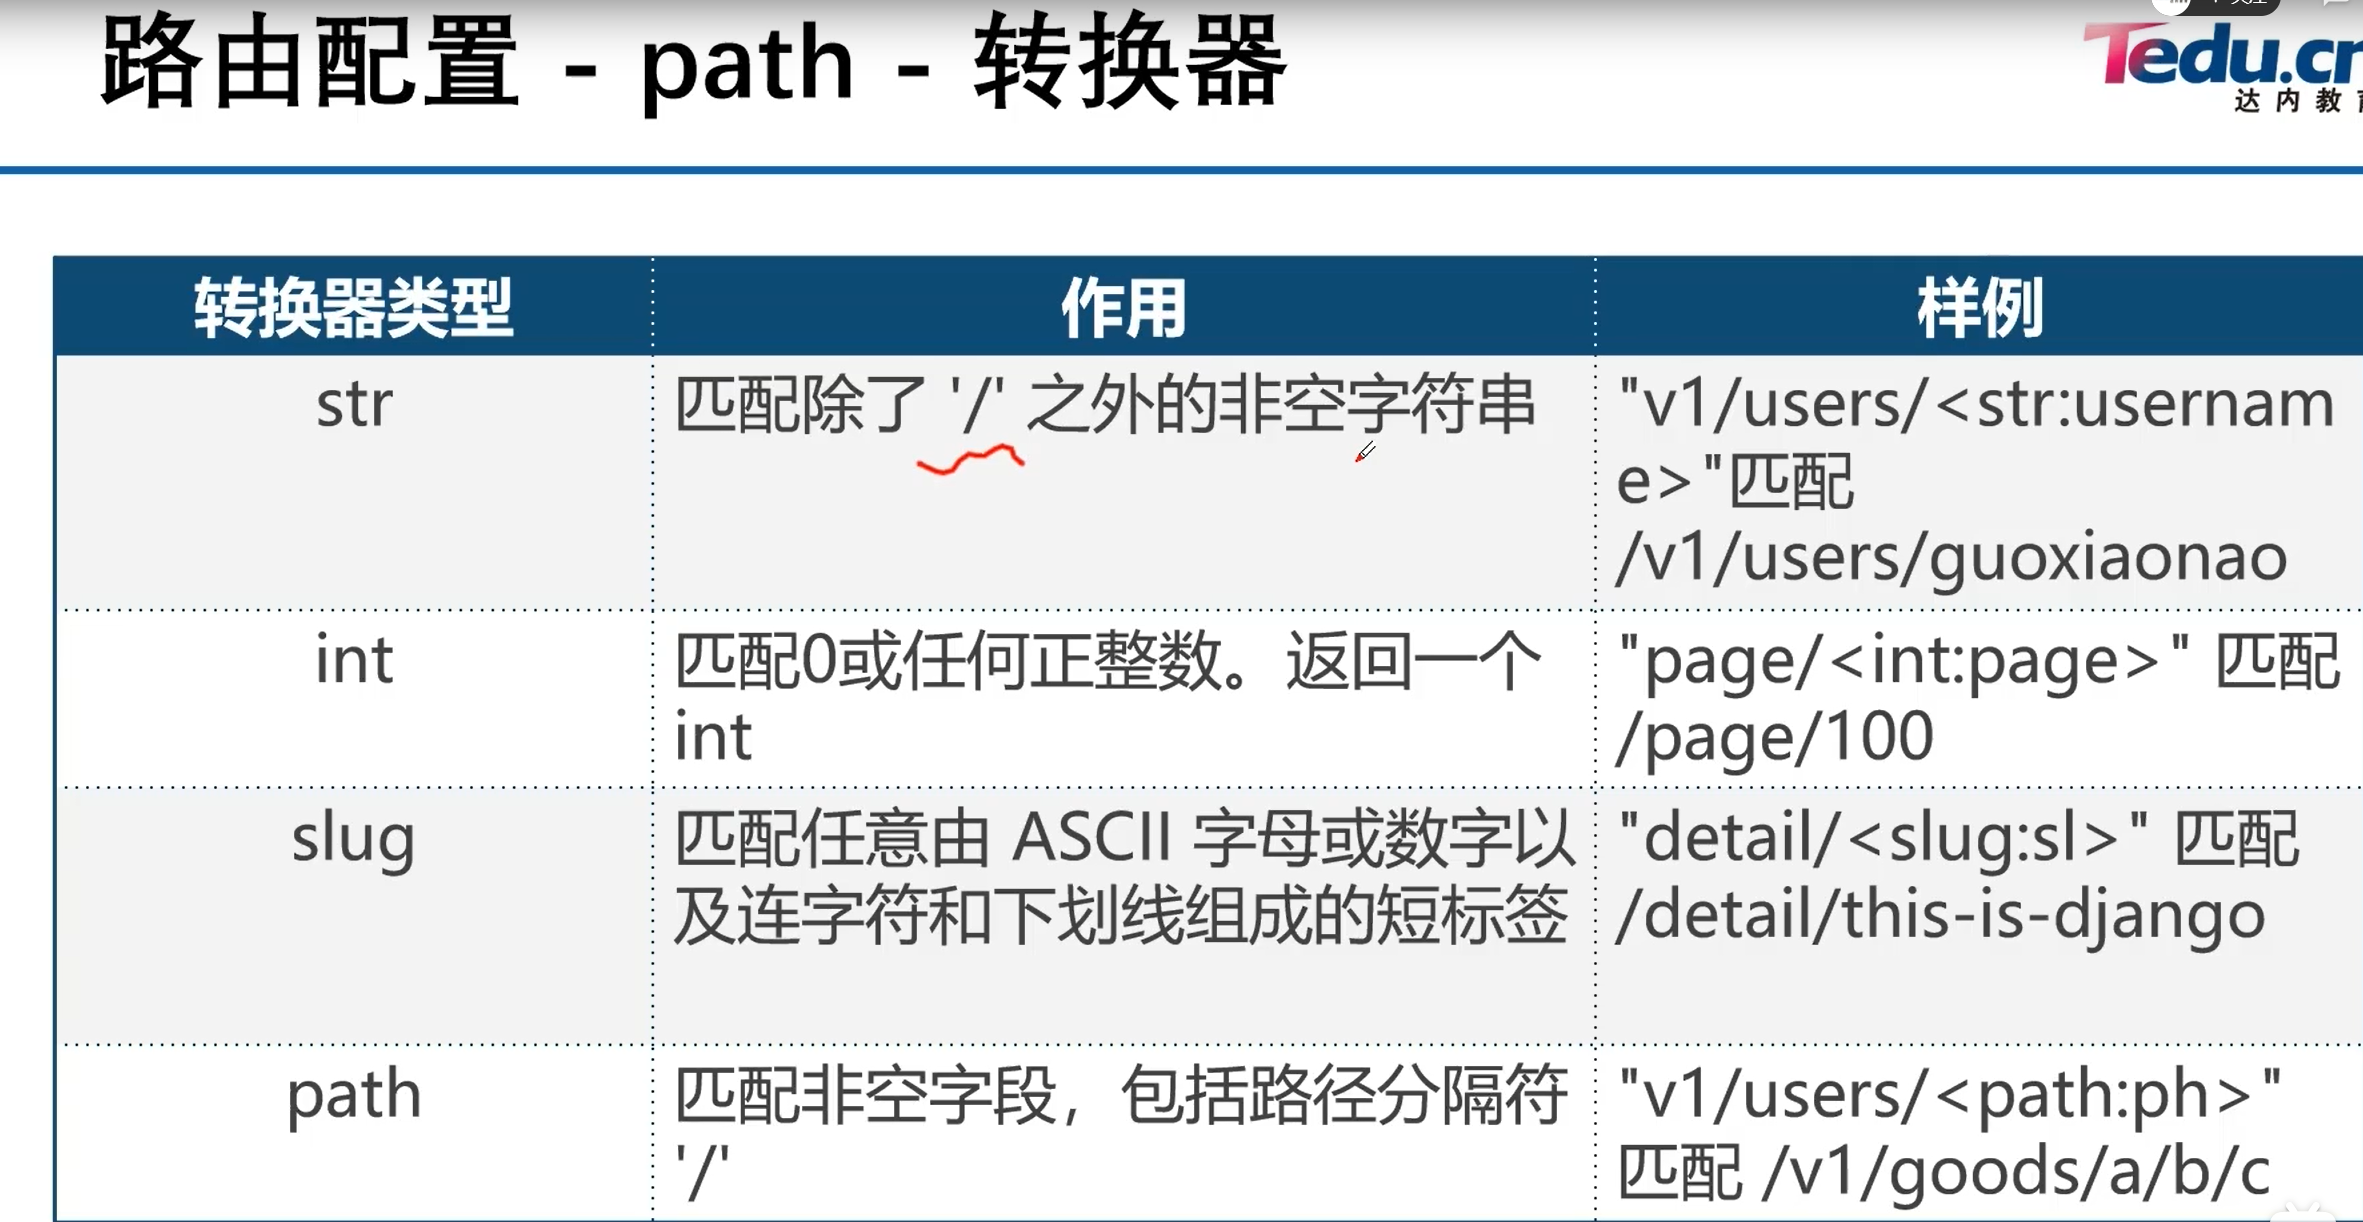 路由配置 - path - 转换器
Tedu.cn
达内教育
转换器类型
作用
样例
str
匹配除了 '/' 之外的非空字符串
"v1/users/<str:usernam
e>"匹配
/v1/users/guoxiaonao
int
匹配0或任何正整数。返回一个
int
"page/<int:page>" 匹配
/page/100
slug
匹配任意由 ASCII 字母或数字以
及连字符和下划线组成的短标签
"detail/<slug:sl>" 匹配
/detail/this-is-django
path
匹配非空字段，包括路径分隔符
'/'
"v1/users/<path:ph>"
匹配 /v1/goods/a/b/c